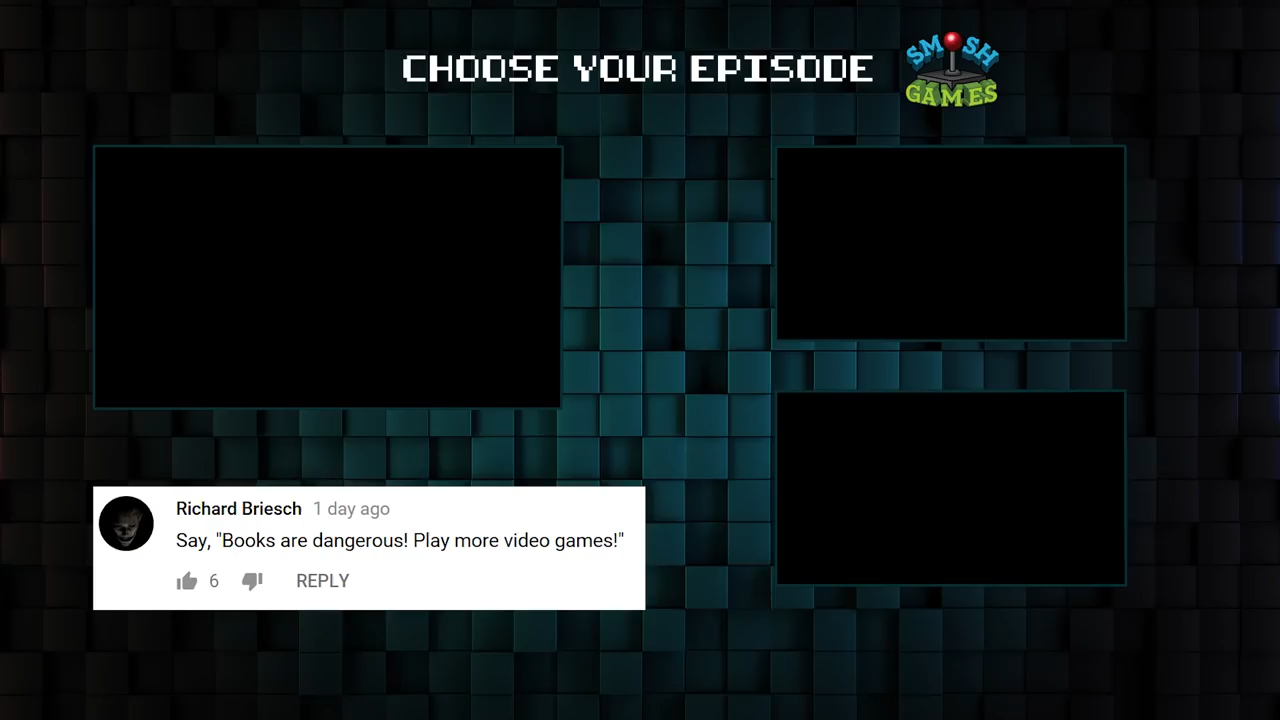 CHOOSE YOUR EPISODE
SMOSH
GAMES
Richard Briesch 1 day ago
Say, "Books are dangerous! Play more video games!"
6 REPLY